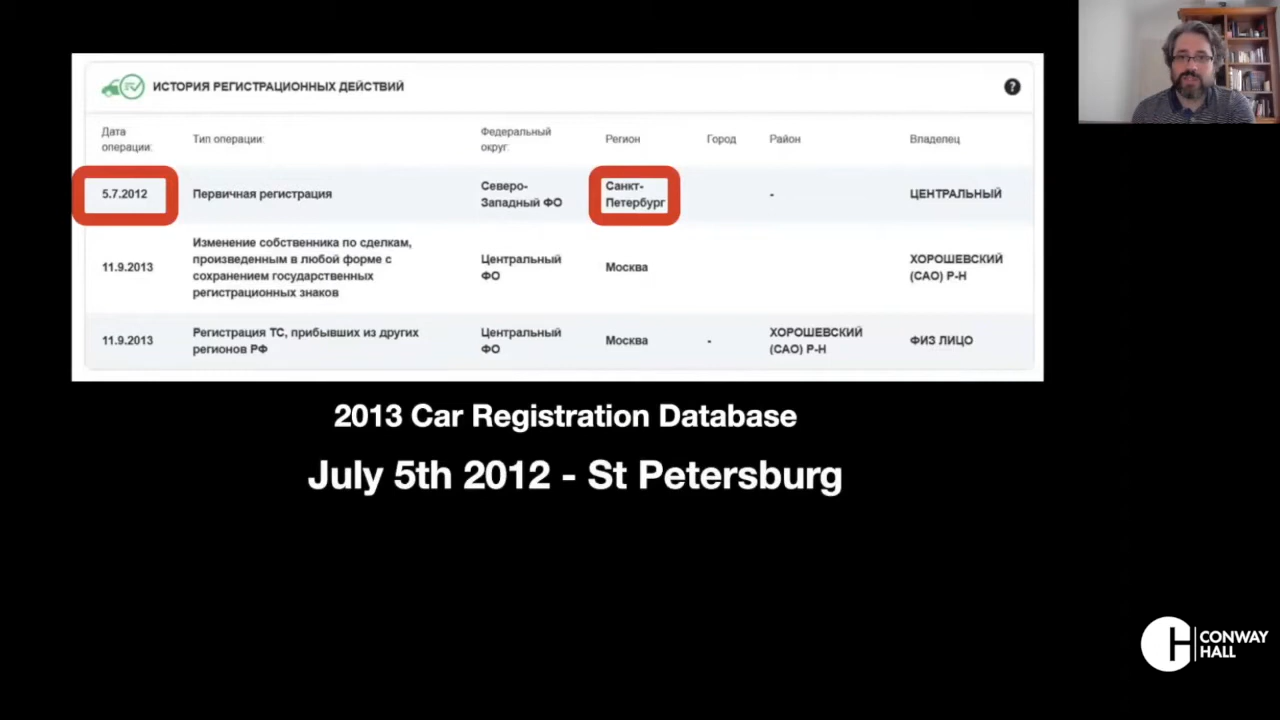 ИСТОРИЯ РЕГИСТРАЦИОННЫХ ДЕЙСТВИЙ
?
Дата
операции:
Тип операции:
Федеральный
округ:
Регион
Город
Район
Владелец
5.7.2012
Первичная регистрация
Северо-
Западный ФО
Санкт-
Петербург
-
ЦЕНТРАЛЬНЫЙ
11.9.2013
Изменение собственника по сделкам,
произведенным в любой форме с
сохранением государственных
регистрационных знаков
Центральный
ФО
Москва
ХОРОШЕВСКИЙ
(САО) Р-Н
11.9.2013
Регистрация ТС, прибывших из других
регионов РФ
Центральный
ФО
Москва
-
ХОРОШЕВСКИЙ
(САО) Р-Н
ФИЗ ЛИЦО
2013 Car Registration Database
July 5th 2012 - St Petersburg
CONWAY
HALL